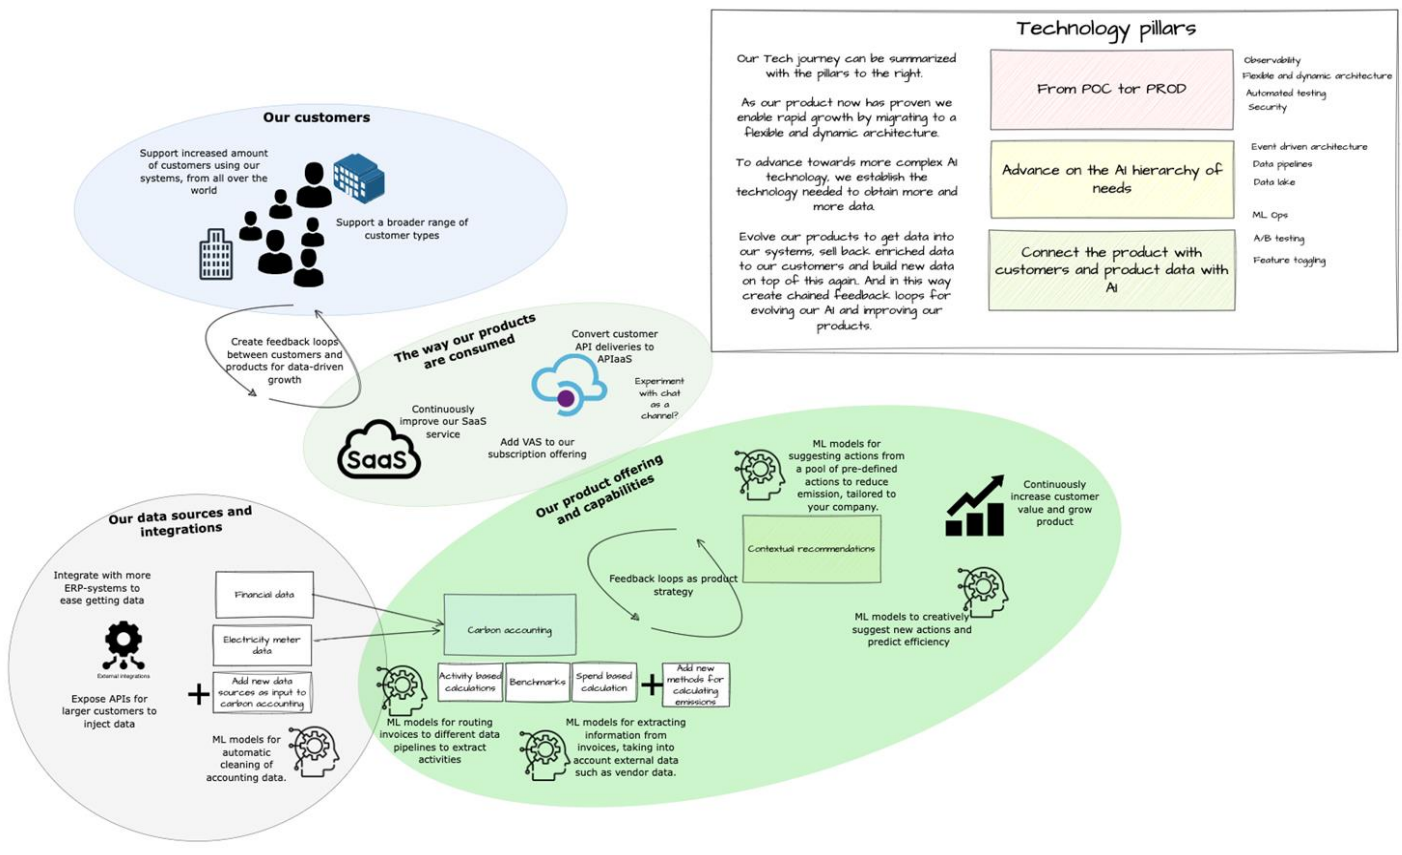 Technology pillars
Our Tech journey can be summarized
with the pillars to the right.
As our product now has proven we
enable rapid growth by migrating to a
flexible and dynamic architecture.
To advance towards more complex AI
technology, we establish the
technology needed to obtain more and
more data.
Evolve our products to get data into
our systems, sell back enriched data
to our customers and build new data
on top of this again. And in this way
create chained feedback loops for
evolving our AI and improving our
products.
From POC tor PROD
Observability
Flexible and dynamic architecture
Automated testing
Security
Advance on the AI hierarchy of
needs
Event driven architecture
Data pipelines
Data lake
ML Ops
Connect the product with
customers and product data with
AI
A/B testing
Feature toggling
Our customers
Support increased amount
of customers using our
systems, from all over the
world
Support a broader range of
customer types
Create feedback loops
between customers and
products for data-driven
growth
The way our products
are consumed
Convert customer
API deliveries to
APIaaS
Experiment
with chat
as a
channel?
Continuously
improve our SaaS
service
SaaS
Add VAS to our
subscription offering
Our product offering
and capabilities
ML models for
suggesting actions from
a pool of pre-defined
actions to reduce
emission, tailored to
your company.
Continuously
increase customer
value and grow
product
Contextual recommendations
Feedback loops as product
strategy
ML models to creatively
suggest new actions and
predict efficiency
Carbon accounting
Activity based
calculations
Benchmarks
Spend based
calculation
Add new
methods for
calculating
emissions
ML models for routing
invoices to different data
pipelines to extract
activities
ML models for extracting
information from
invoices, taking into
account external data
such as vendor data.
Our data sources and
integrations
Integrate with more
ERP-systems to
ease getting data
Financial data
Electricity meter
data
External integrations
Add new data
sources as input to
carbon accounting
Expose APIs for
larger customers to
inject data
ML models for
automatic
cleaning of
accounting data.